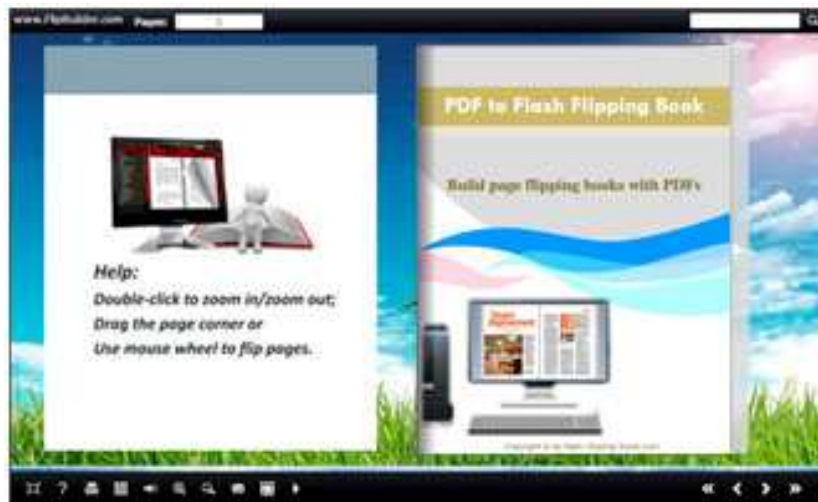 www.FlipBuilder.com Pages:
Help:
Double-click to zoom in/zoom out;
Drag the page corner or
Use mouse wheel to flip pages.
PDF to Flash Flipping Book
Build page flipping books with PDFs